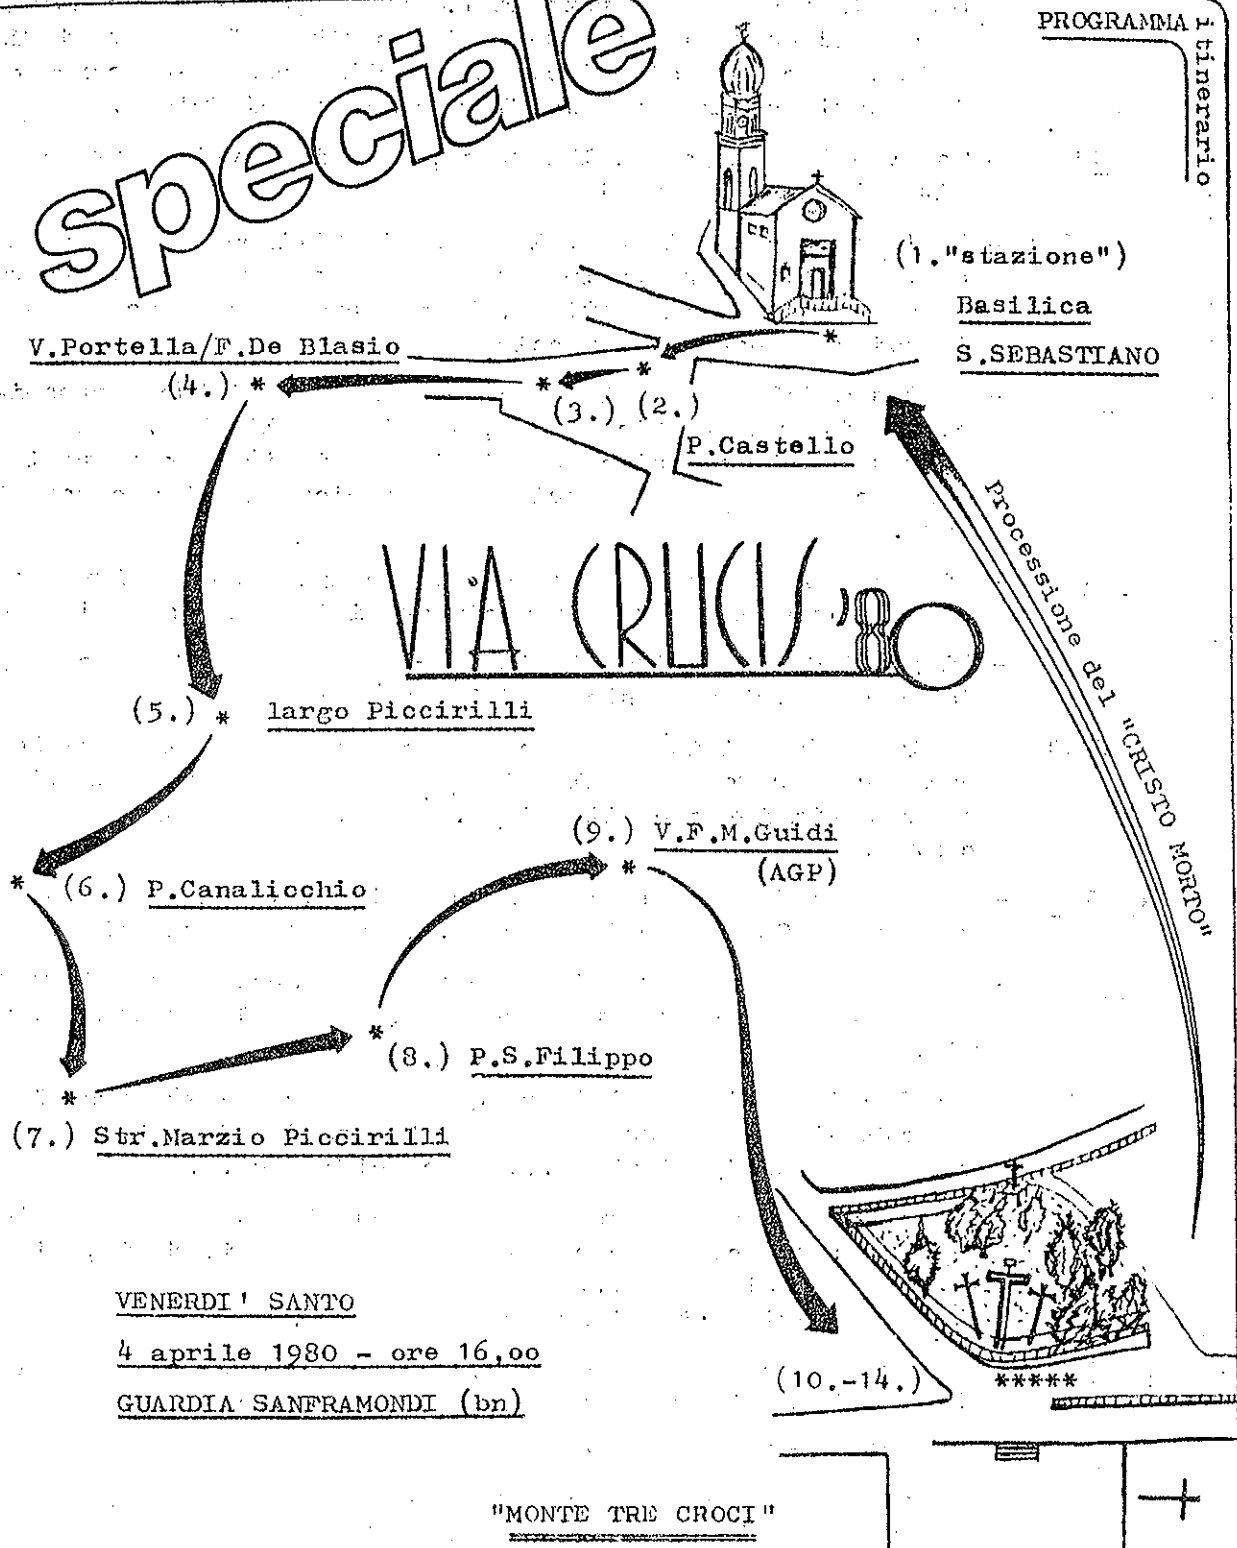 speciale
PROGRAMMA
itinerario
(1."stazione")
Basilica
S.SEBASTIANO
V.Portella/F.De Blasio
(4.) *
(3.) (2.)
P.Castello
Processione del "CRISTO MORTO"
VIA CRUCIS '80
(5.) * largo Piccirilli
(9.) V.F.M.Guidi
(AGP)
* (6.) P.Canalicchio
(8.) P.S.Filippo
(7.) Str.Marzio Piccirilli
VENERDI' SANTO
4 aprile 1980 - ore 16,oo
GUARDIA SANFRAMONDI (bn)
(10.-14.) *****
"MONTE TRE CROCI"